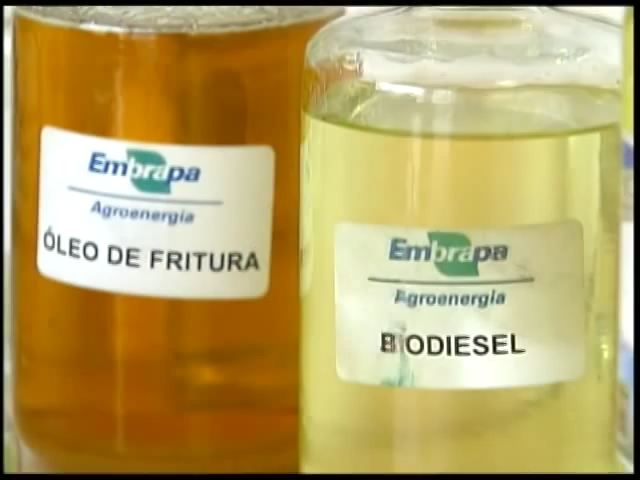 Embrapa
Agroenergia
ÓLEO DE FRITURA
Embrapa
Agroenergia
BIODIESEL